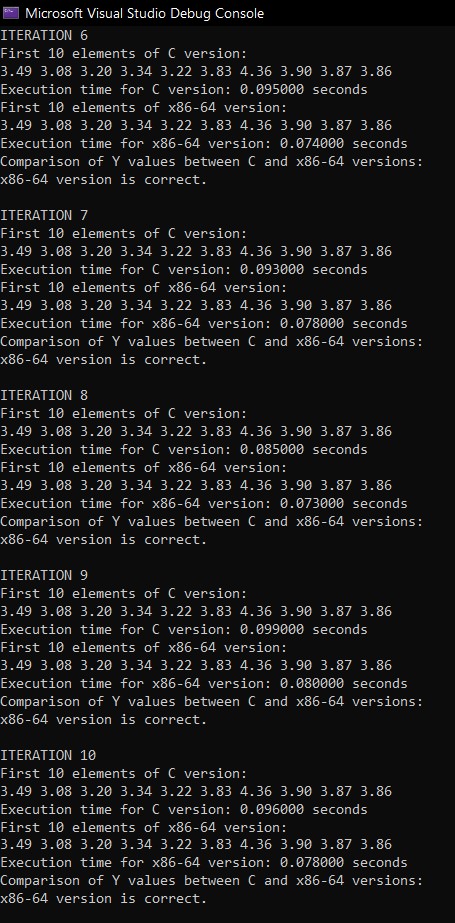 Microsoft Visual Studio Debug Console
ITERATION 6
First 10 elements of C version:
3.49 3.08 3.20 3.34 3.22 3.83 4.36 3.90 3.87 3.86
Execution time for C version: 0.095000 seconds
First 10 elements of x86-64 version:
3.49 3.08 3.20 3.34 3.22 3.83 4.36 3.90 3.87 3.86
Execution time for x86-64 version: 0.074000 seconds
Comparison of Y values between C and x86-64 versions:
x86-64 version is correct.
ITERATION 7
First 10 elements of C version:
3.49 3.08 3.20 3.34 3.22 3.83 4.36 3.90 3.87 3.86
Execution time for C version: 0.093000 seconds
First 10 elements of x86-64 version:
3.49 3.08 3.20 3.34 3.22 3.83 4.36 3.90 3.87 3.86
Execution time for x86-64 version: 0.078000 seconds
Comparison of Y values between C and x86-64 versions:
x86-64 version is correct.
ITERATION 8
First 10 elements of C version:
3.49 3.08 3.20 3.34 3.22 3.83 4.36 3.90 3.87 3.86
Execution time for C version: 0.085000 seconds
First 10 elements of x86-64 version:
3.49 3.08 3.20 3.34 3.22 3.83 4.36 3.90 3.87 3.86
Execution time for x86-64 version: 0.073000 seconds
Comparison of Y values between C and x86-64 versions:
x86-64 version is correct.
ITERATION 9
First 10 elements of C version:
3.49 3.08 3.20 3.34 3.22 3.83 4.36 3.90 3.87 3.86
Execution time for C version: 0.099000 seconds
First 10 elements of x86-64 version:
3.49 3.08 3.20 3.34 3.22 3.83 4.36 3.90 3.87 3.86
Execution time for x86-64 version: 0.080000 seconds
Comparison of Y values between C and x86-64 versions:
x86-64 version is correct.
ITERATION 10
First 10 elements of C version:
3.49 3.08 3.20 3.34 3.22 3.83 4.36 3.90 3.87 3.86
Execution time for C version: 0.096000 seconds
First 10 elements of x86-64 version:
3.49 3.08 3.20 3.34 3.22 3.83 4.36 3.90 3.87 3.86
Execution time for x86-64 version: 0.078000 seconds
Comparison of Y values between C and x86-64 versions:
x86-64 version is correct.